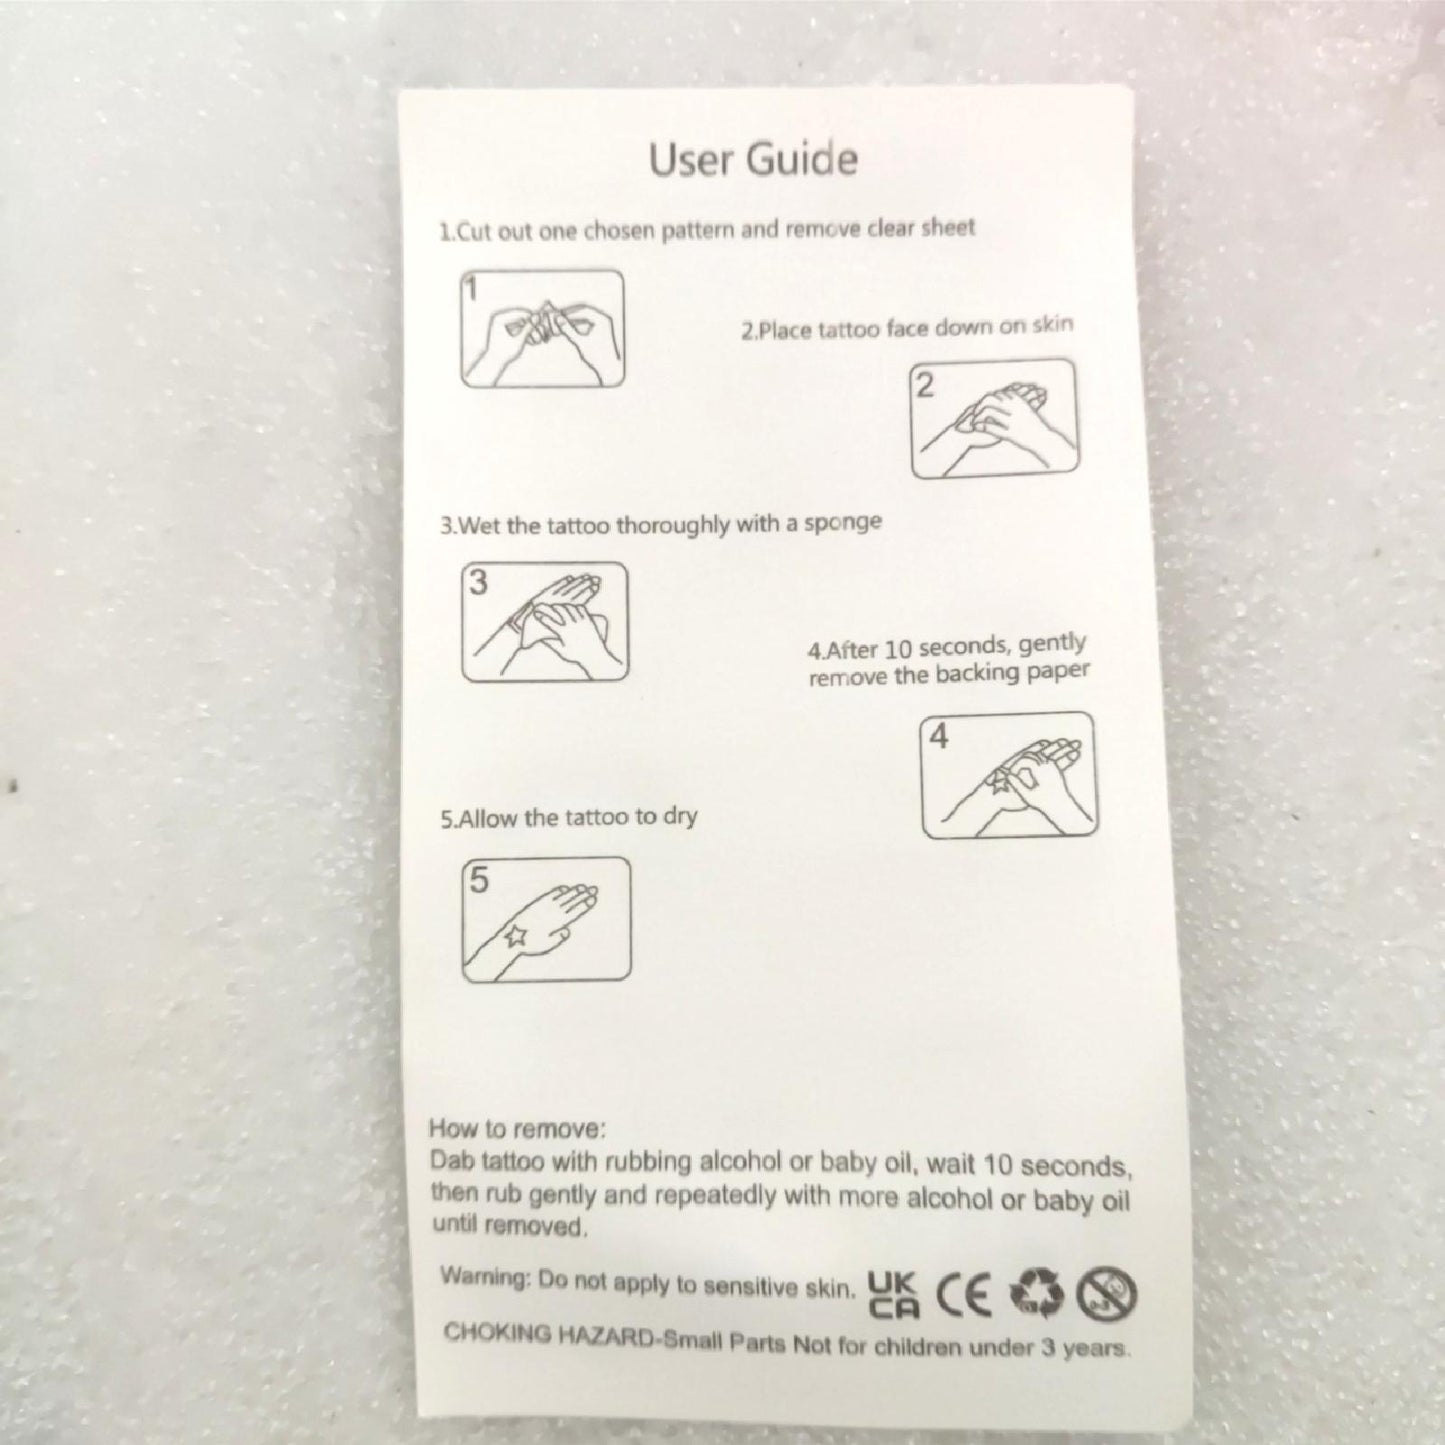 User Guide
1.Cut out one chosen pattern and remove clear sheet
1
2.Place tattoo face down on skin
2
3.Wet the tattoo thoroughly with a sponge
3
4.After 10 seconds, gently
remove the backing paper
4
5.Allow the tattoo to dry
5
How to remove:
Dab tattoo with rubbing alcohol or baby oil, wait 10 seconds,
then rub gently and repeatedly with more alcohol or baby oil
until removed.
Warning: Do not apply to sensitive skin. UK
CA CE
CHOKING HAZARD-Small Parts Not for children under 3 years.